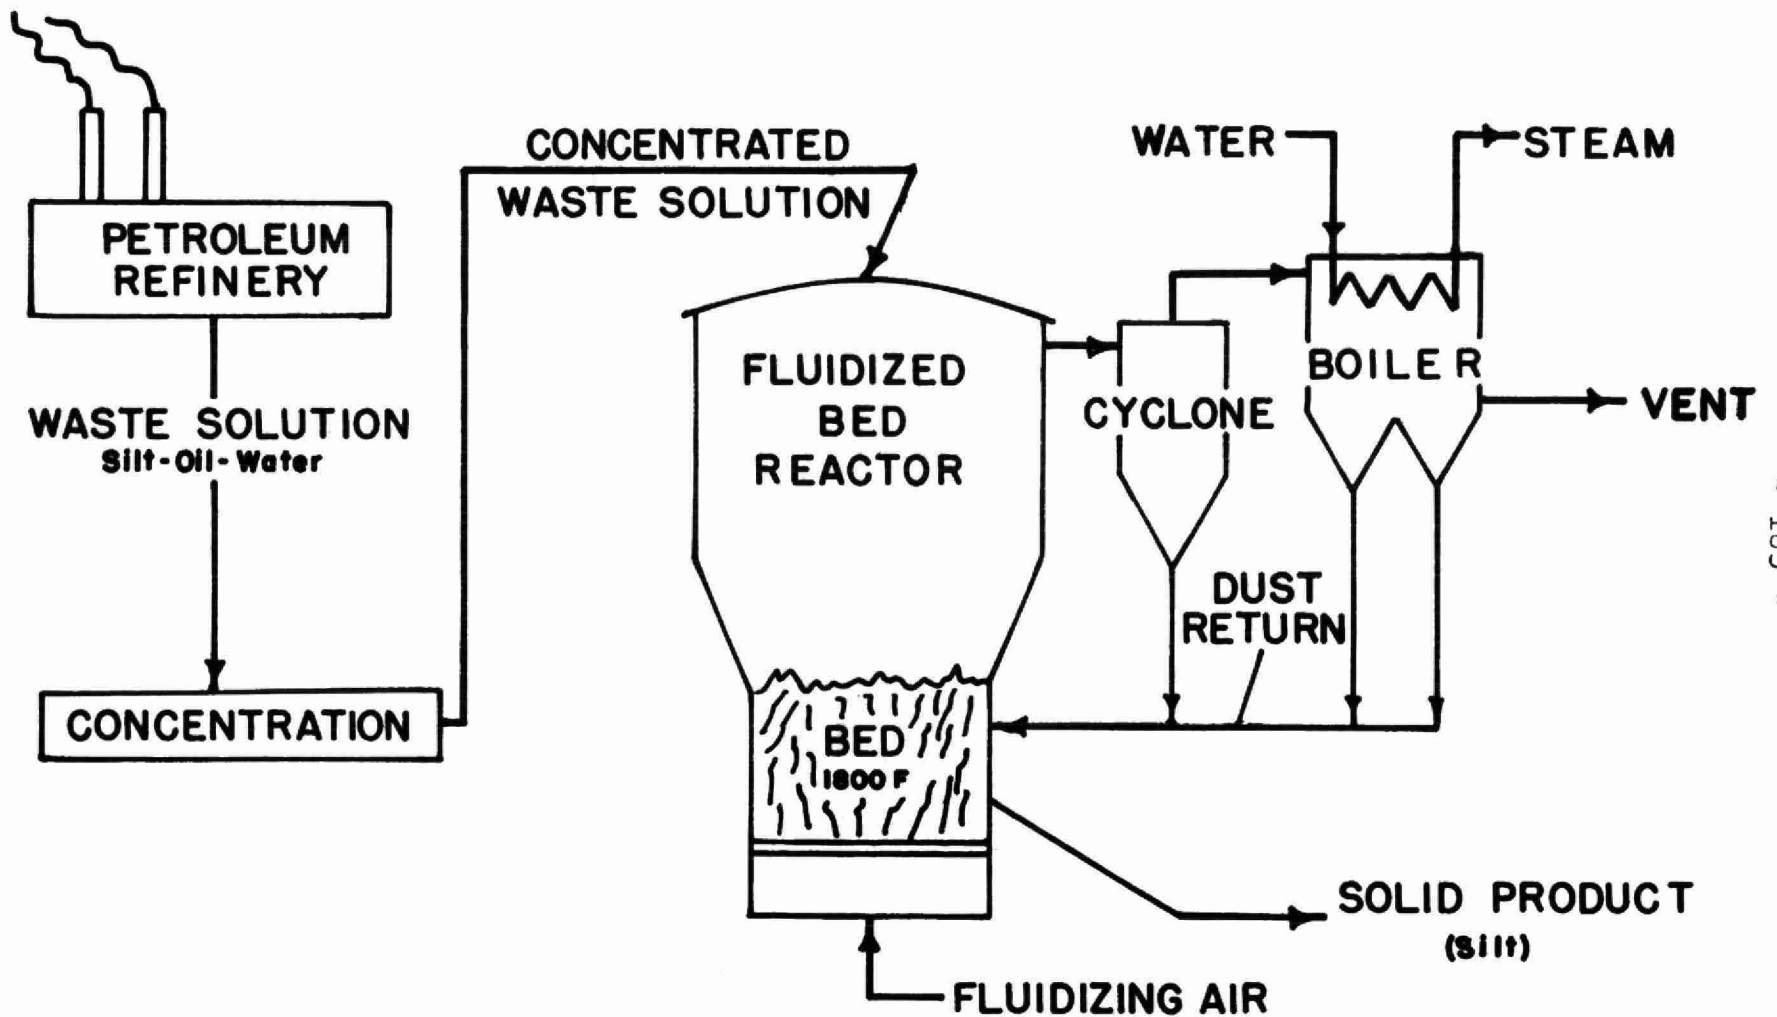 CONCENTRATED
WASTE SOLUTION
WATER
STEAM
PETROLEUM
REFINERY
FLUIDIZED
BED
REACTOR
BOILER
CYCLONE
VENT
WASTE SOLUTION
Silt-Oil-Water
DUST
RETURN
CONCENTRATION
BED
1800 F
SOLID PRODUCT
(Silt)
FLUIDIZING AIR